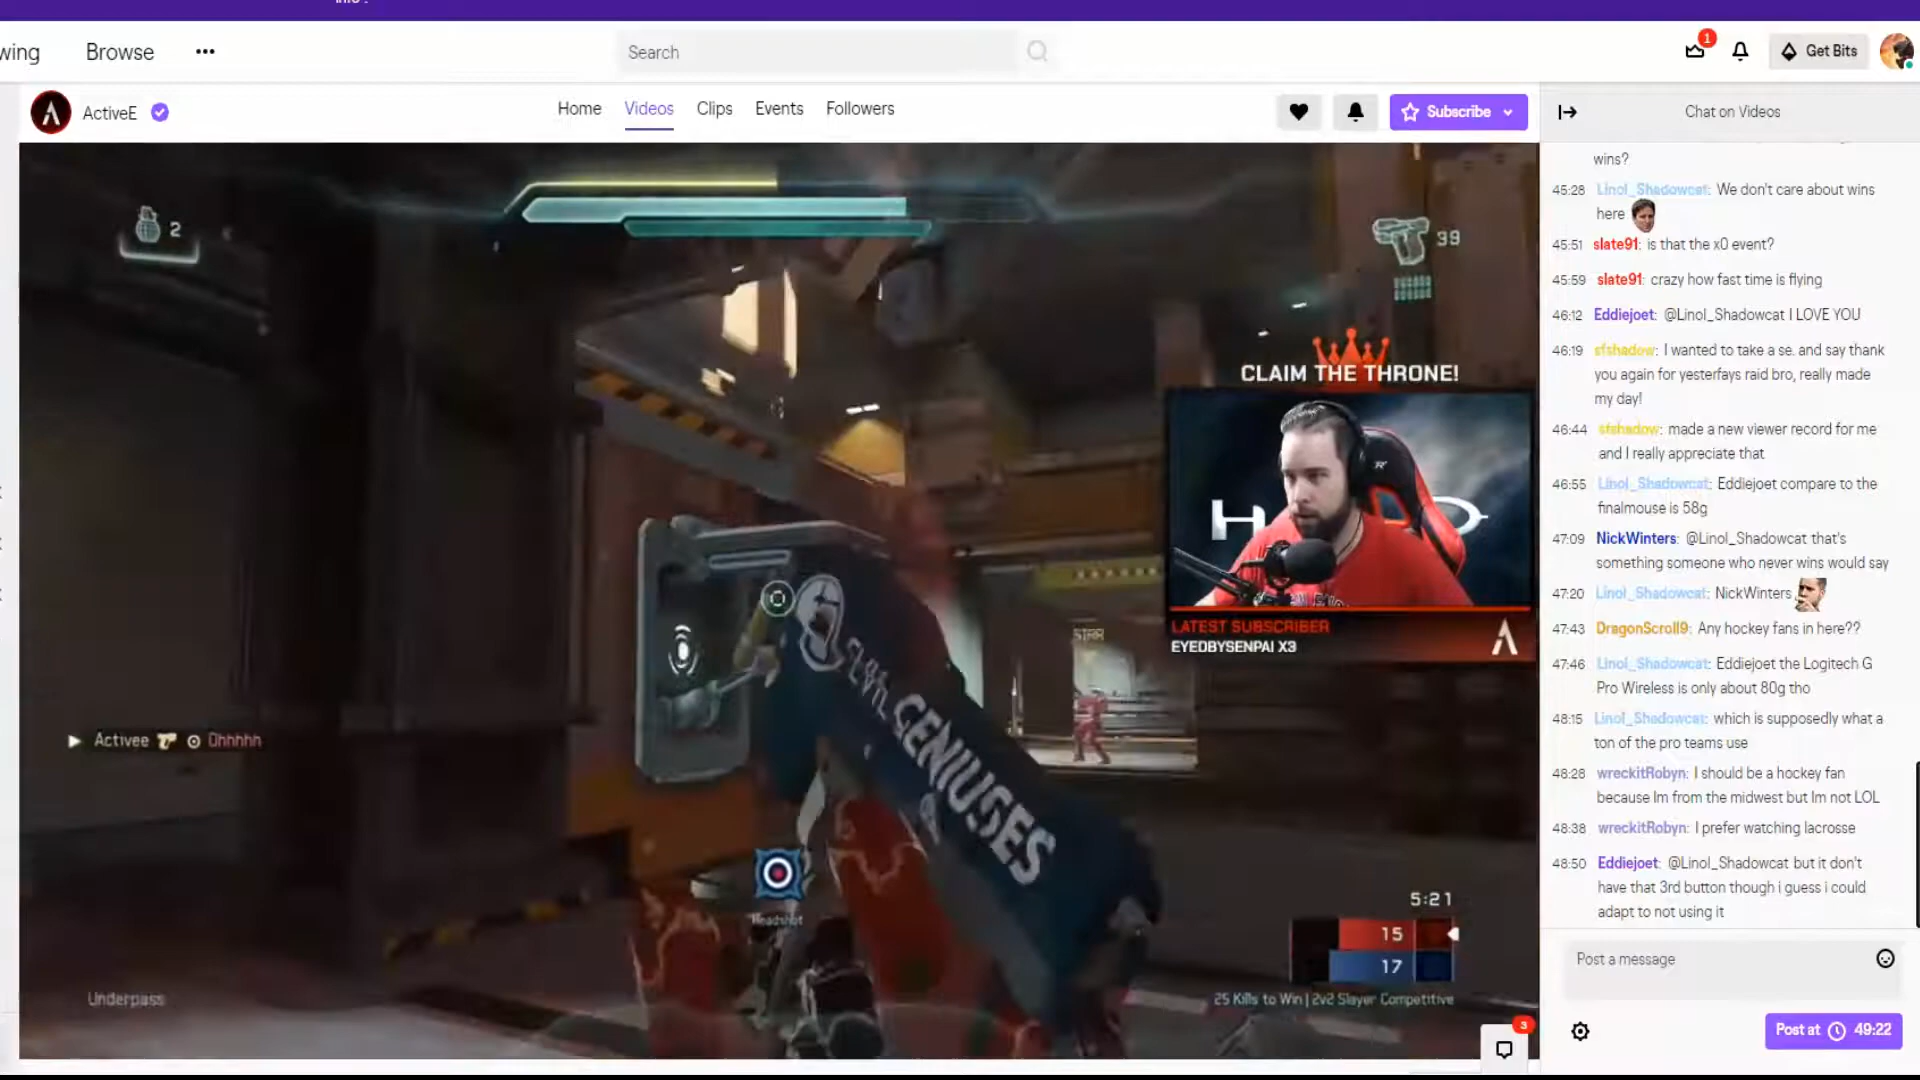 wing
Browse
Search
1
Get Bits
ActiveE
Home
Videos
Clips
Events
Followers
Subscribe
Chat on Videos
2
39
CLAIM THE THRONE!
LATEST SUBSCRIBER
EYEDBYSENPAI X3
GENIUSES
Activee
Ohhhhh
Headshot
Underpass
5:21
15
17
25 Kills to Win | 2v2 Slayer Competitive
3
wins?
45:28 Linol_Shadowcat: We don't care about wins
here
45:51 slate91: is that the x0 event?
45:59 slate91: crazy how fast time is flying
46:12 Eddiejoet: @Linol_Shadowcat I LOVE YOU
46:19 sfshadow: I wanted to take a se. and say thank
you again for yesterfays raid bro, really made
my day!
46:44 sfshadow: made a new viewer record for me
and I really appreciate that
46:55 Linol_Shadowcat: Eddiejoet compare to the
finalmouse is 58g
47:09 NickWinters: @Linol_Shadowcat that's
something someone who never wins would say
47:20 Linol_Shadowcat: NickWinters
47:43 DragonScroll9: Any hockey fans in here??
47:46 Linol_Shadowcat: Eddiejoet the Logitech G
Pro Wireless is only about 80g tho
48:15 Linol_Shadowcat: which is supposedly what a
ton of the pro teams use
48:28 wreckitRobyn: I should be a hockey fan
because Im from the midwest but Im not LOL
48:38 wreckitRobyn: I prefer watching lacrosse
48:50 Eddiejoet: @Linol_Shadowcat but it don't
have that 3rd button though i guess i could
adapt to not using it
Post a message
Post at 49:22